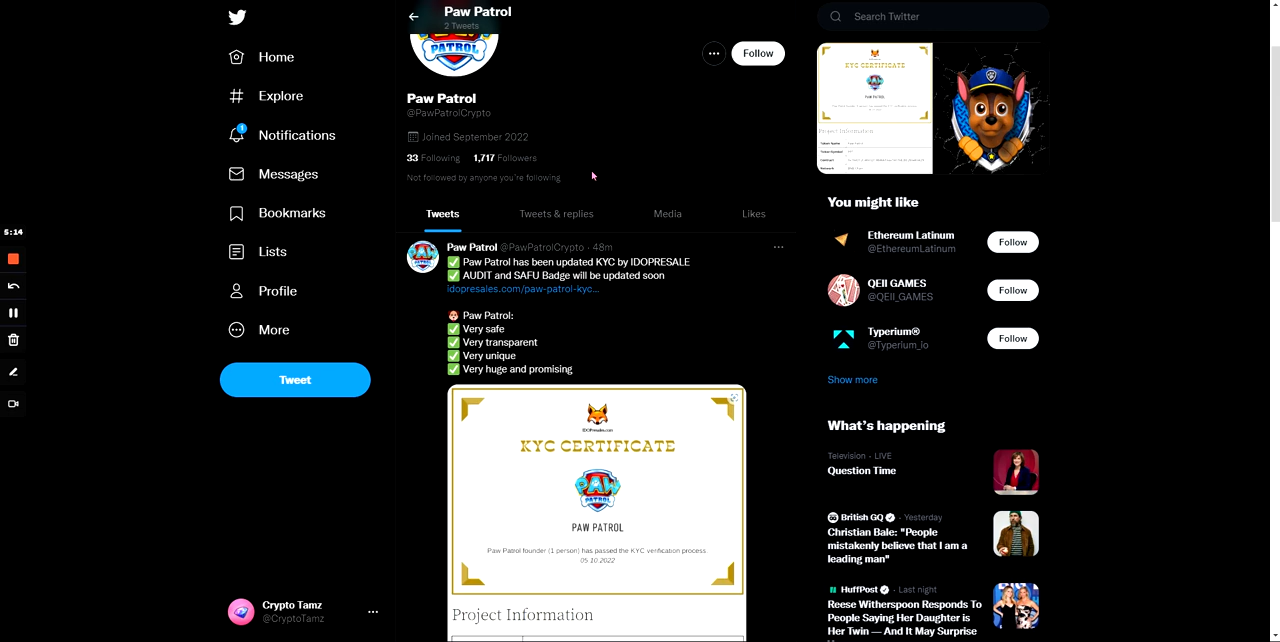 Home
Explore
1
Notifications
Messages
Bookmarks
Lists
Profile
More
Tweet
Crypto Tamz
@CryptoTamz
5:14
Paw Patrol
2 Tweets
PATROL
Follow
Paw Patrol
@PawPatrolCrypto
Joined September 2022
33 Following 1,717 Followers
Not followed by anyone you're following
Tweets Tweets & replies Media Likes
Paw Patrol @PawPatrolCrypto · 48m
✅ Paw Patrol has been updated KYC by IDOPRESALE
✅ AUDIT and SAFU Badge will be updated soon
idopresales.com/paw-patrol-kyc...
Paw Patrol:
✅ Very safe
✅ Very transparent
✅ Very unique
✅ Very huge and promising
IDOPresales.com
KYC CERTIFICATE
PAW
PATROL
PAW PATROL
Paw Patrol founder (1 person) has passed the KYC verification process
05.10.2022
Project Information
Search Twitter
KYC CERTIFICATE
PAW PATROL
Project Information
You might like
Ethereum Latinum
@EthereumLatinum
Follow
QEII GAMES
@QEII_GAMES
Follow
Typerium®
@Typerium_io
Follow
Show more
What's happening
Television · LIVE
Question Time
British GQ · Yesterday
Christian Bale: "People
mistakenly believe that I am a
leading man"
HuffPost · Last night
Reese Witherspoon Responds To
People Saying Her Daughter is
Her Twin — And It May Surprise